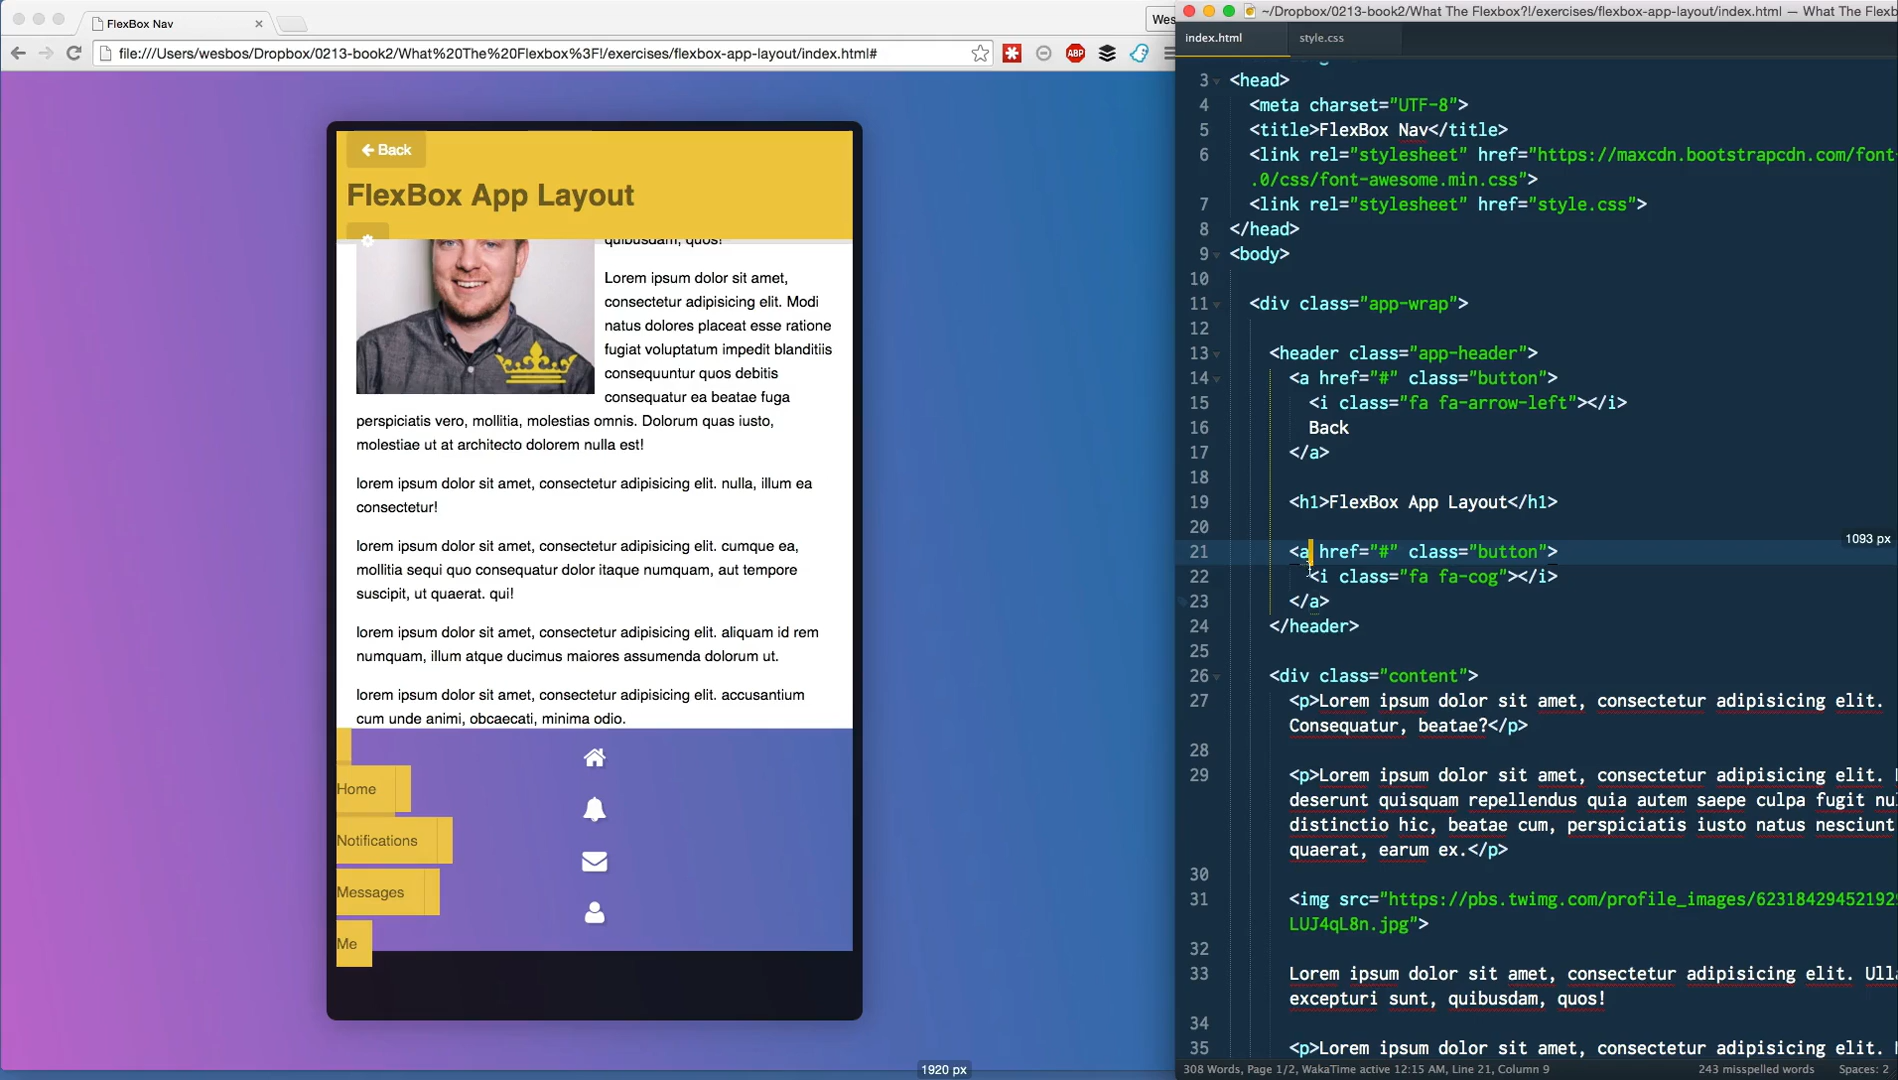 FlexBox Nav
Wes
~/Dropbox/0213-book2/What The Flexbox?!/exercises/flexbox-app-layout/index.html — What The Flexb
file:///Users/wesbos/Dropbox/0213-book2/What%20The%20Flexbox%3F!/exercises/flexbox-app-layout/index.html#
ABP
index.html
style.css
Back
FlexBox App Layout
quibusdam, quos!
Lorem ipsum dolor sit amet,
consectetur adipisicing elit. Modi
natus dolores placeat esse ratione
fugiat voluptatum impedit blanditiis
consequuntur quos debitis
consequatur ea beatae fuga
perspiciatis vero, mollitia, molestias omnis. Dolorum quas iusto,
molestiae ut at architecto dolorem nulla est!
lorem ipsum dolor sit amet, consectetur adipisicing elit. nulla, illum ea
consectetur!
lorem ipsum dolor sit amet, consectetur adipisicing elit. cumque ea,
mollitia sequi quo consequatur dolor itaque numquam, aut tempore
suscipit, ut quaerat. qui!
lorem ipsum dolor sit amet, consectetur adipisicing elit. aliquam id rem
numquam, illum atque ducimus maiores assumenda dolorum ut.
lorem ipsum dolor sit amet, consectetur adipisicing elit. accusantium
cum unde animi, obcaecati, minima odio.
Home
Notifications
Messages
Me
1920 px
3 <head>
4 <meta charset="UTF-8">
5 <title>FlexBox Nav</title>
6 <link rel="stylesheet" href="https://maxcdn.bootstrapcdn.com/font-
.0/css/font-awesome.min.css">
7 <link rel="stylesheet" href="style.css">
8 </head>
9 <body>
10
11 <div class="app-wrap">
12
13 <header class="app-header">
14 <a href="#" class="button">
15 <i class="fa fa-arrow-left"></i>
16 Back
17 </a>
18
19 <h1>FlexBox App Layout</h1>
20
21 <a href="#" class="button">
1093 px
22 <i class="fa fa-cog"></i>
23 </a>
24 </header>
25
26 <div class="content">
27 <p>Lorem ipsum dolor sit amet, consectetur adipisicing elit.
Consequatur, beatae?</p>
28
29 <p>Lorem ipsum dolor sit amet, consectetur adipisicing elit.
deserunt quisquam repellendus quia autem saepe culpa fugit nu
distinctio hic, beatae cum, perspiciatis iusto natus nesciunt
quaerat, earum ex.</p>
30
31 <img src="https://pbs.twimg.com/profile_images/623184294521929
LUJ4qL8n.jpg">
32
33 Lorem ipsum dolor sit amet, consectetur adipisicing elit. Ull
excepturi sunt, quibusdam, quos!
34
35 <p>Lorem ipsum dolor sit amet, consectetur adipisicing elit.
308 Words, Page 1/2, WakaTime active 12:15 AM, Line 21, Column 9
243 misspelled words
Spaces: 2